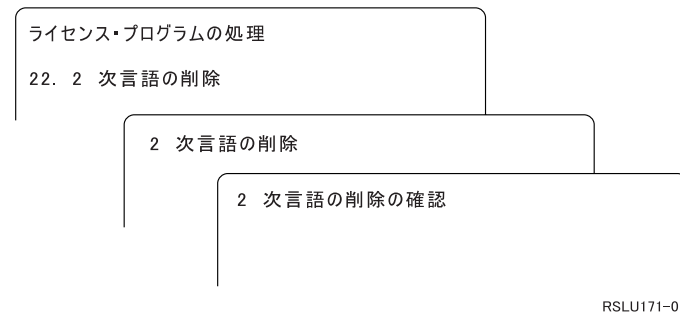 ライセンス・プログラムの処理
22. 2 次言語の削除
2 次言語の削除
2 次言語の削除の確認
RSLU171-0